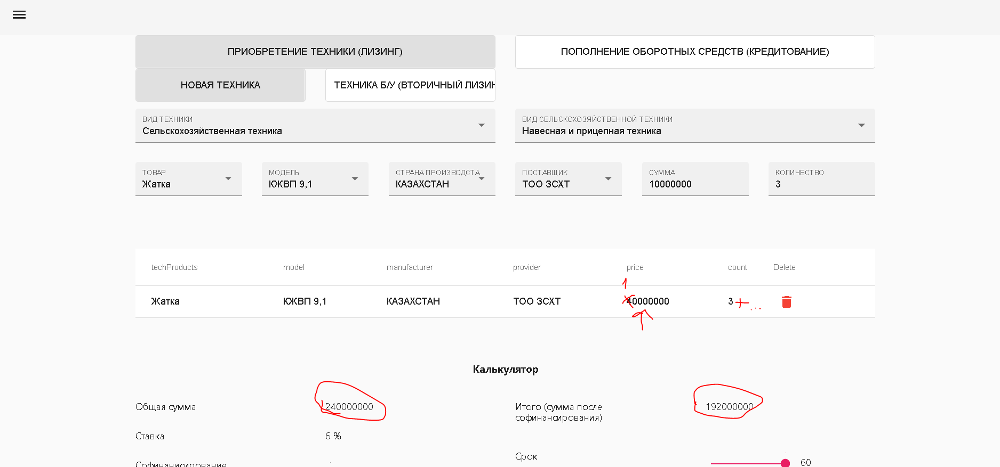 ПРИОБРЕТЕНИЕ ТЕХНИКИ (ЛИЗИНГ) ПОПОЛНЕНИЕ ОБОРОТНЫХ СРЕДСТВ (КРЕДИТОВАНИЕ)
НОВАЯ ТЕХНИКА ТЕХНИКА Б/У (ВТОРИЧНЫЙ ЛИЗИН
ВИД ТЕХНИКИ ВИД СЕЛЬСКОХОЗЯЙСТВЕННОЙ ТЕХНИКИ
Сельскохозяйственная техника Навесная и прицепная техника
ТОВАР МОДЕЛЬ СТРАНА ПРОИЗВОДСТА ПОСТАВЩИК СУММА КОЛИЧЕСТВО
Жатка КЖВП 9,1 КАЗАХСТАН ТОО ЗСХТ 10000000 3
techProducts model manufacturer provider price count Delete
1
Жатка КЖВП 9,1 КАЗАХСТАН ТОО ЗСХТ 40000000 3 + ...
Калькулятор
Общая сумма 240000000 Итого (сумма после
софинансирования) 192000000
Ставка 6 %
Срок 60
Софинансирование